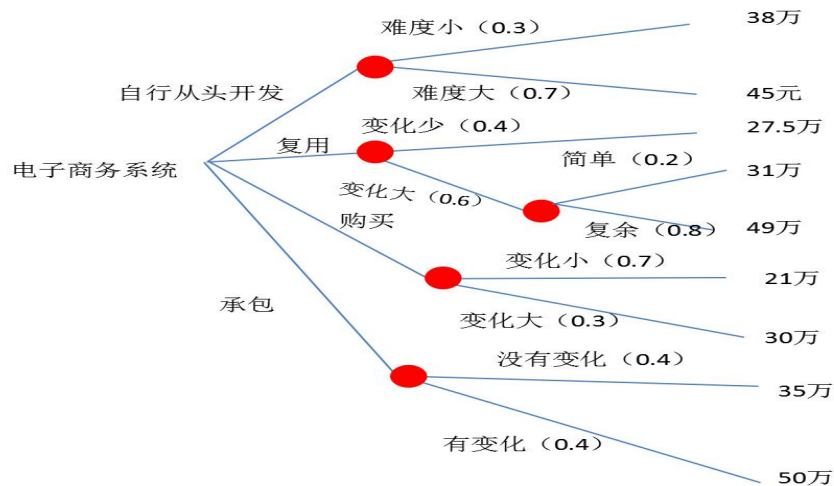 难度小（0.3）
38万
自行从头开发
难度大（0.7）
45元
变化少（0.4）
27.5万
复用
简单（0.2）
电子商务系统
31万
变化大（0.6）
购买
复余（0.8）
49万
变化小（0.7）
21万
承包
变化大（0.3）
30万
没有变化（0.4）
35万
有变化（0.4）
50万